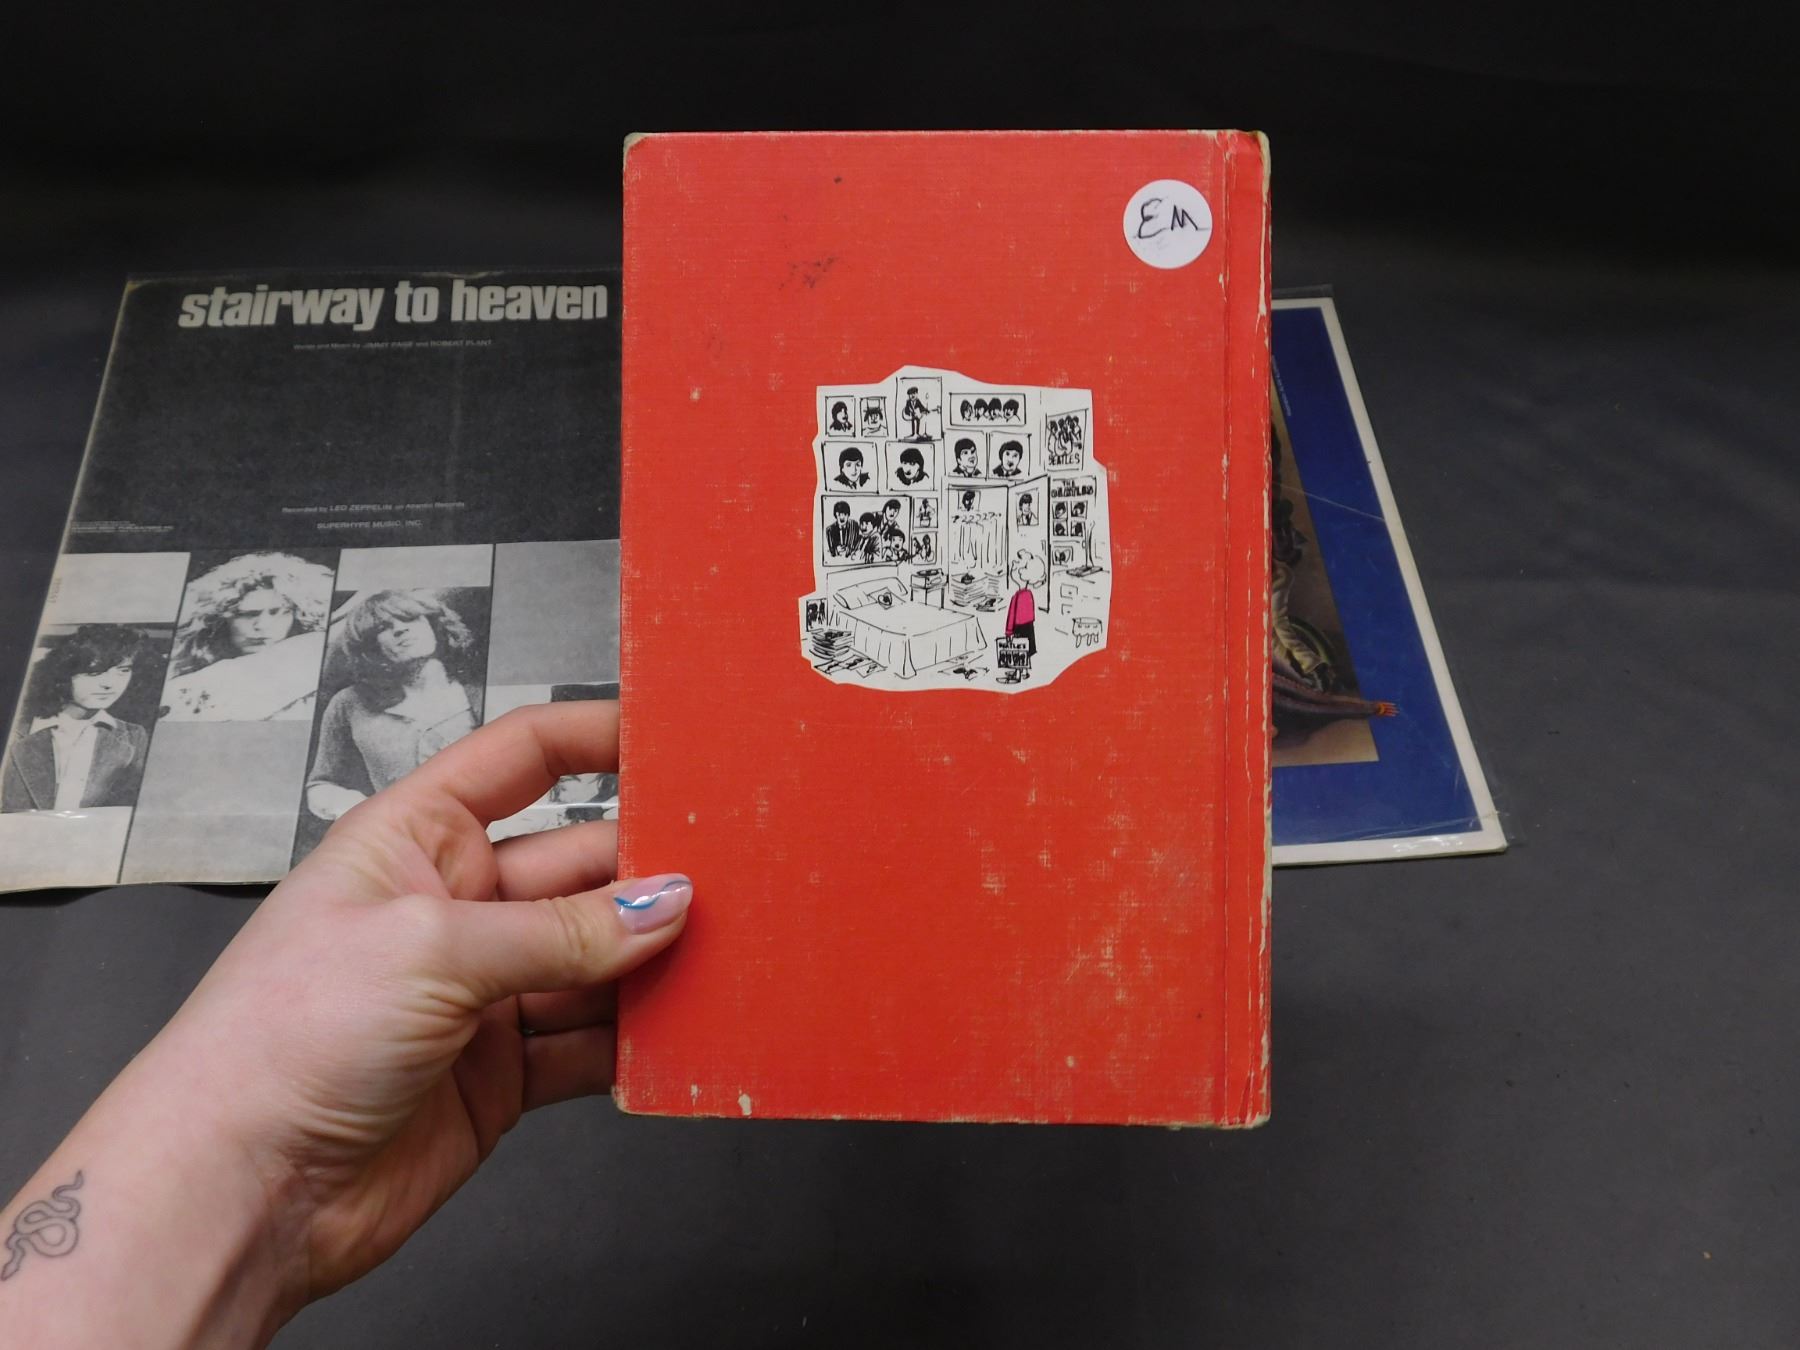 stairway to heaven
Words and Music by JIMMY PAGE and ROBERT PLANT
Recorded by LED ZEPPELIN on Atlantic Records
SUPERHYPE MUSIC, INC.
EM
BEATLES
THE
BEATLES
BEATLES